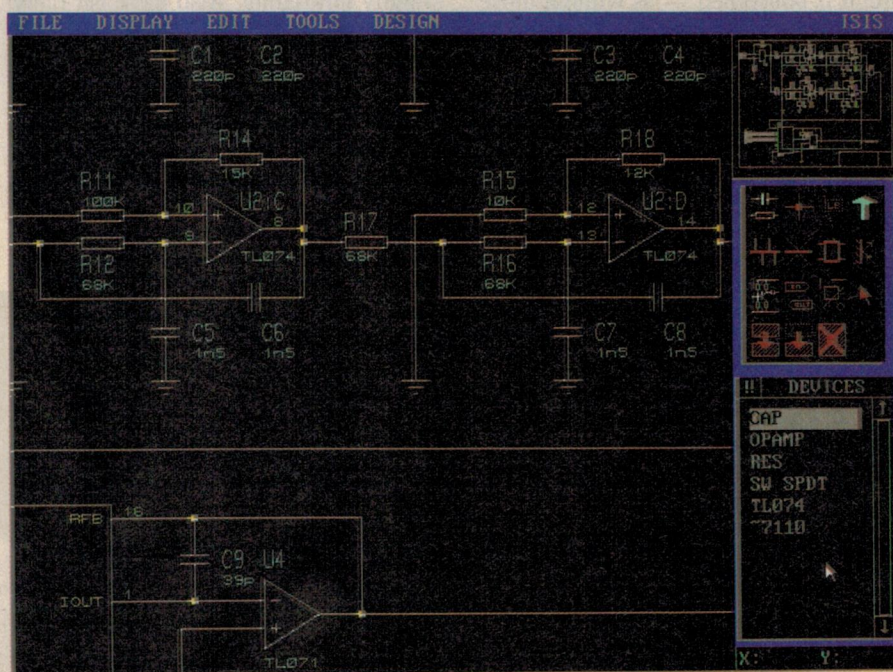 FILE DISPLAY EDIT TOOLS DESIGN ISIS
C1 C2
220p 220p
C3 C4
220p 220p
R14
15K
R18
12K
R11
100K
U2:C
R15
10K
U2:D
10
8
12
14
9
R17
13
R12
68K
TL074
68K
R16
68K
TL074
C5 C6
1n5 1n5
C7 C8
1n5 1n5
!! DEVICES
CAP
OPAMP
RES
SW SPDT
TL074
~7110
RFB 16
C9 U4
39p
IOUT 1
TL071
X: Y: